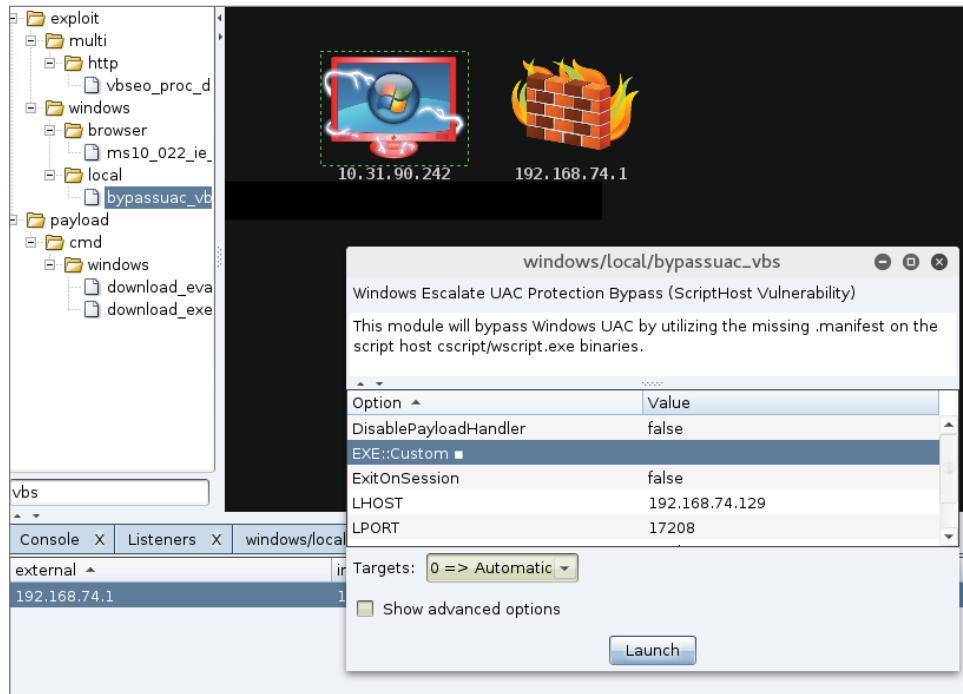 exploit
multi
http
vbseo_proc_d
windows
browser
ms10_022_ie_
local
bypassuac_vb
payload
cmd
windows
download_eva
download_exe
vbs
10.31.90.242
192.168.74.1
windows/local/bypassuac_vbs
Windows Escalate UAC Protection Bypass (ScriptHost Vulnerability)
This module will bypass Windows UAC by utilizing the missing .manifest on the
script host cscript/wscript.exe binaries.
Option Value
DisablePayloadHandler false
EXE::Custom
ExitOnSession false
LHOST 192.168.74.129
LPORT 17208
Targets: 0 => Automatic
Show advanced options
Launch
Console X Listeners X windows/local
external
192.168.74.1